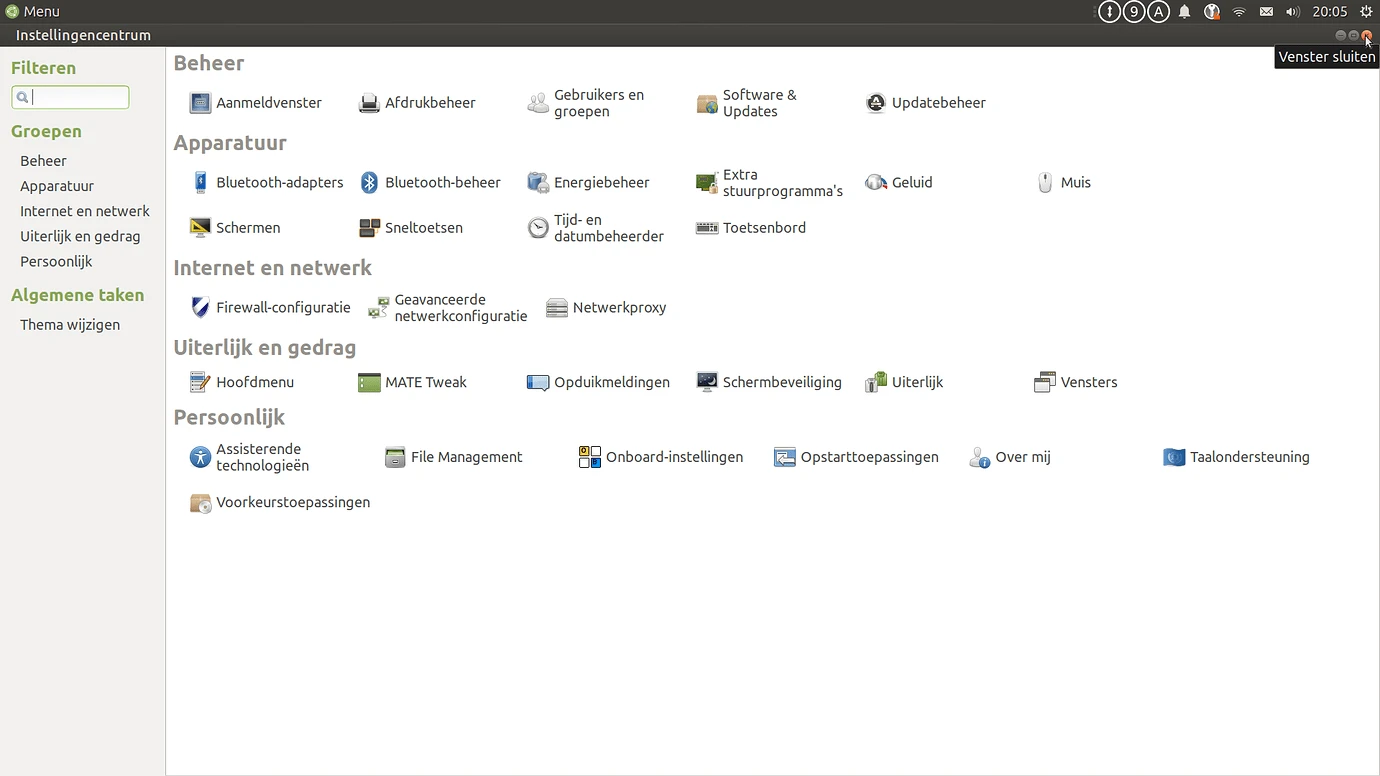 Menu
9 A 20:05
Instellingencentrum
Venster sluiten
Filteren
Groepen
Beheer
Apparatuur
Internet en netwerk
Uiterlijk en gedrag
Persoonlijk
Algemene taken
Thema wijzigen
Beheer
Aanmeldvenster
Afdrukbeheer
Gebruikers en
groepen
Software &
Updates
Updatebeheer
Apparatuur
Bluetooth-adapters
Bluetooth-beheer
Energiebeheer
Extra
stuurprogramma's
Geluid
Muis
Schermen
Sneltoetsen
Tijd- en
datumbeheerder
Toetsenbord
Internet en netwerk
Firewall-configuratie
Geavanceerde
netwerkconfiguratie
Netwerkproxy
Uiterlijk en gedrag
Hoofdmenu
MATE Tweak
Opduikmeldingen
Schermbeveiliging
Uiterlijk
Vensters
Persoonlijk
Assisterende
technologieën
File Management
Onboard-instellingen
Opstarttoepassingen
Over mij
Taalondersteuning
Voorkeurstoepassingen